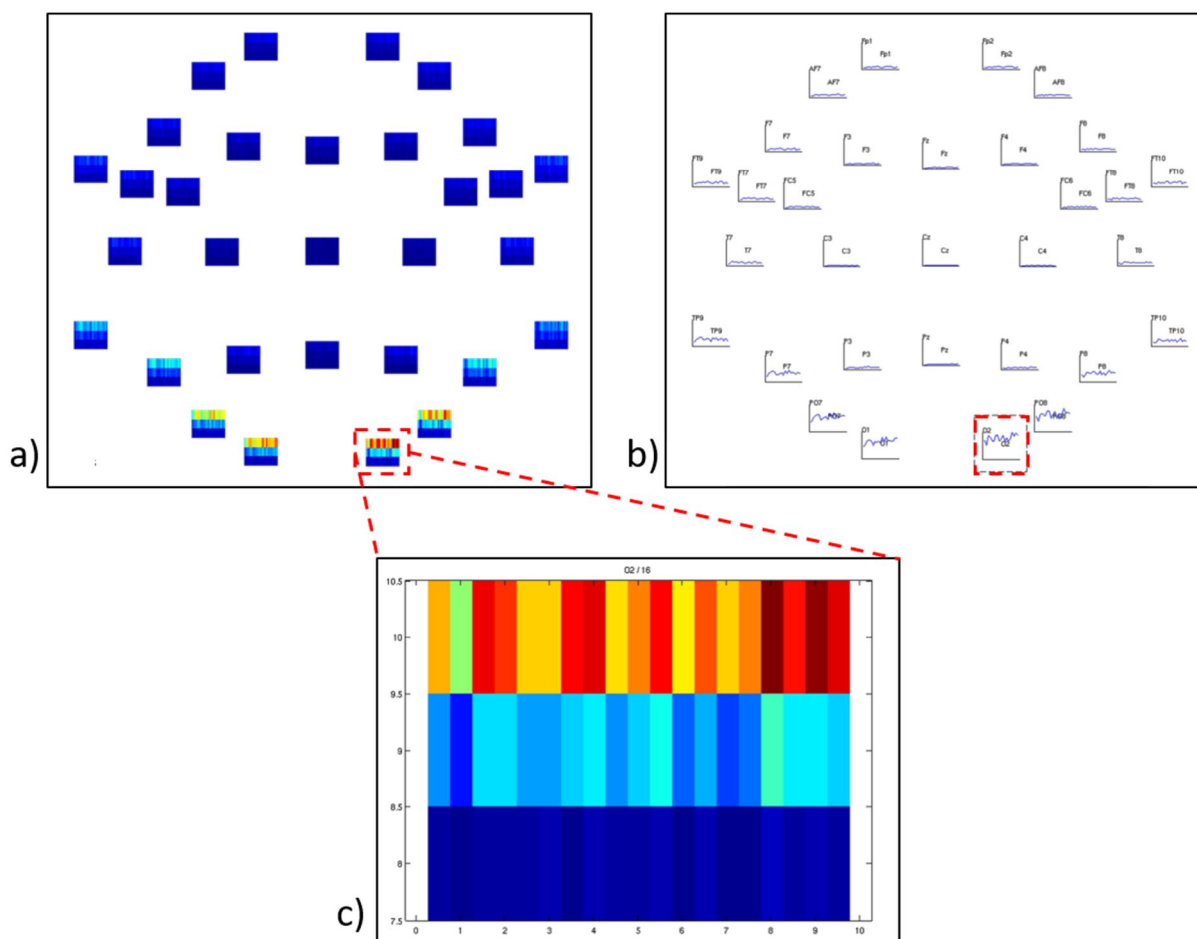 a)
;
b)
Fp1
Fp1
Fp2
Fp2
AF7
AF7
AF8
AF8
F7
F7
F3
F3
Fz
Fz
F4
F4
F8
F8
FT9
FT9
FT7
FT7
FC5
FC5
FC6
FC6
FT8
FT8
FT10
FT10
T7
T7
C3
C3
Cz
Cz
C4
C4
T8
T8
TP9
TP9
P7
P7
P3
P3
Pz
Pz
P4
P4
P8
P8
TP10
TP10
PO7
O1
O1
O2
O2
PO8
c)
O2 / 16
10.5
10
9.5
9
8.5
8
7.5
0 1 2 3 4 5 6 7 8 9 10